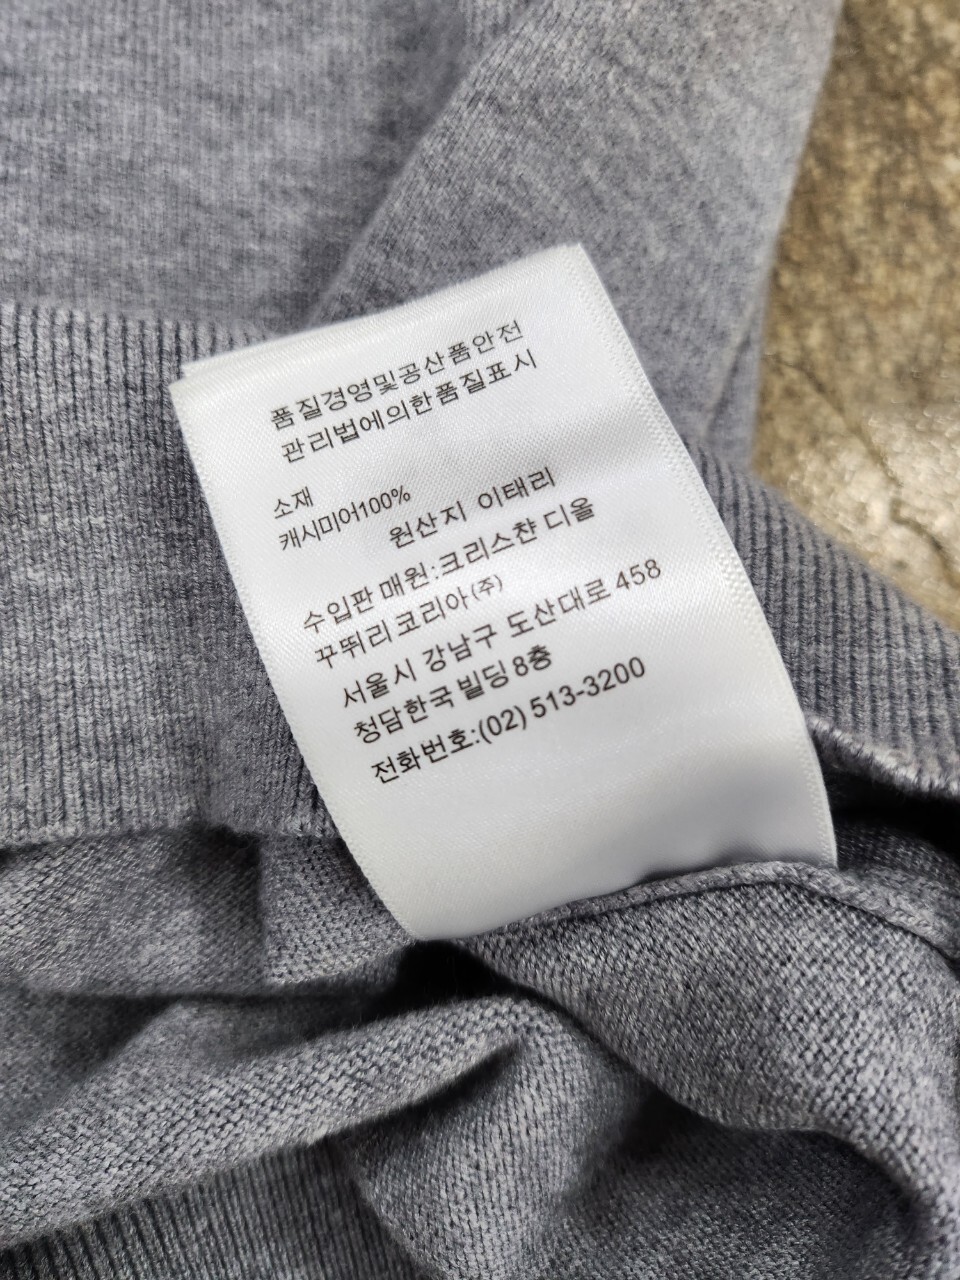 품질경영및공산품안전
관리법에의한품질표시
소재
캐시미어100%
원산지 이태리
수입판매원:크리스챤 디올
꾸뛰리코리아(주)
서울시 강남구 도산대로 458
청담한국빌딩 8층
전화번호:(02) 513-3200